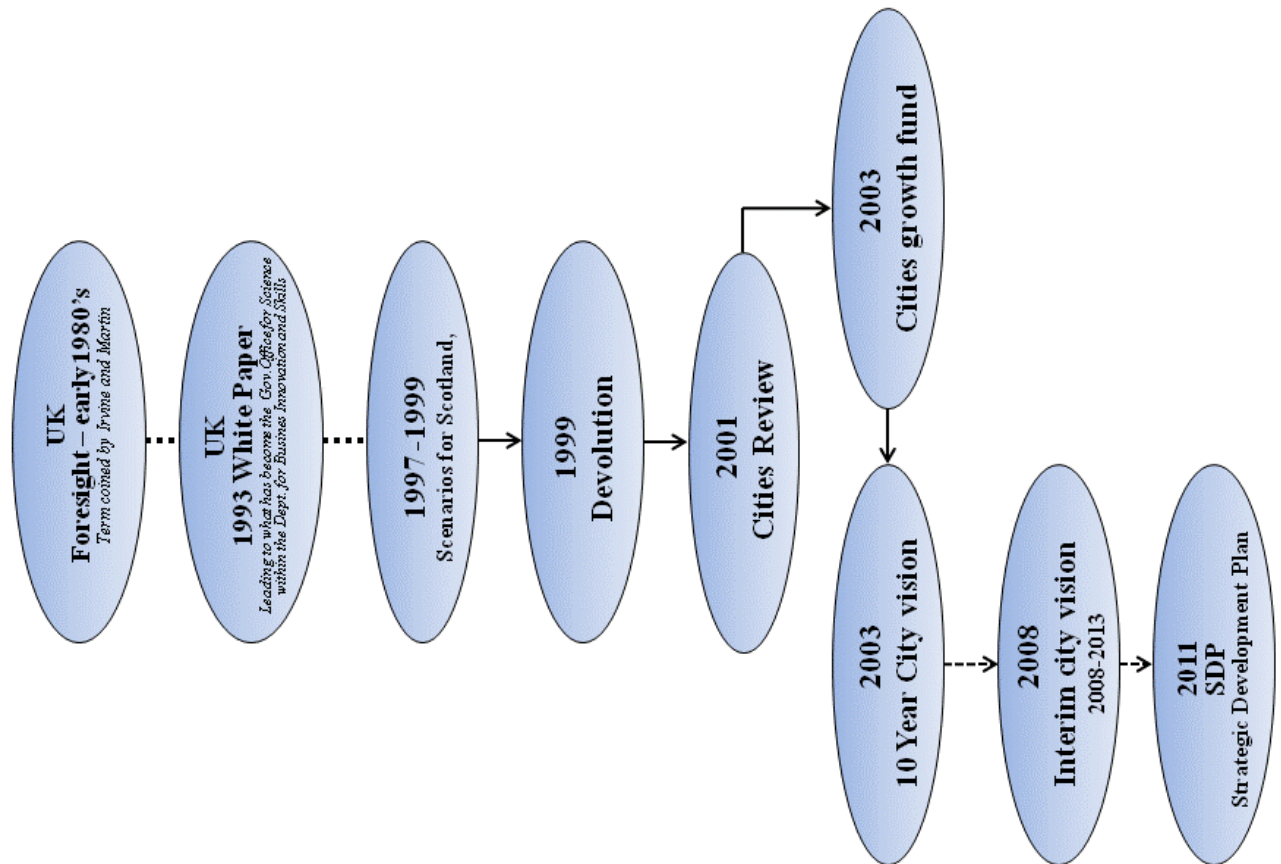 UK
Foresight – early 1980's
Term coined by Irvine and Martin
UK
1993 White Paper
Leading to what has become the Gov. Office for Science
within the Dept. for Busines Innovation and Skills
1997 -1999
Scenarios for Scotland,
1999
Devolution
2001
Cities Review
2003
Cities growth fund
2003
10 Year City vision
2008
Interim city vision
2008-2013
2011
SDP
Strategic Development Plan